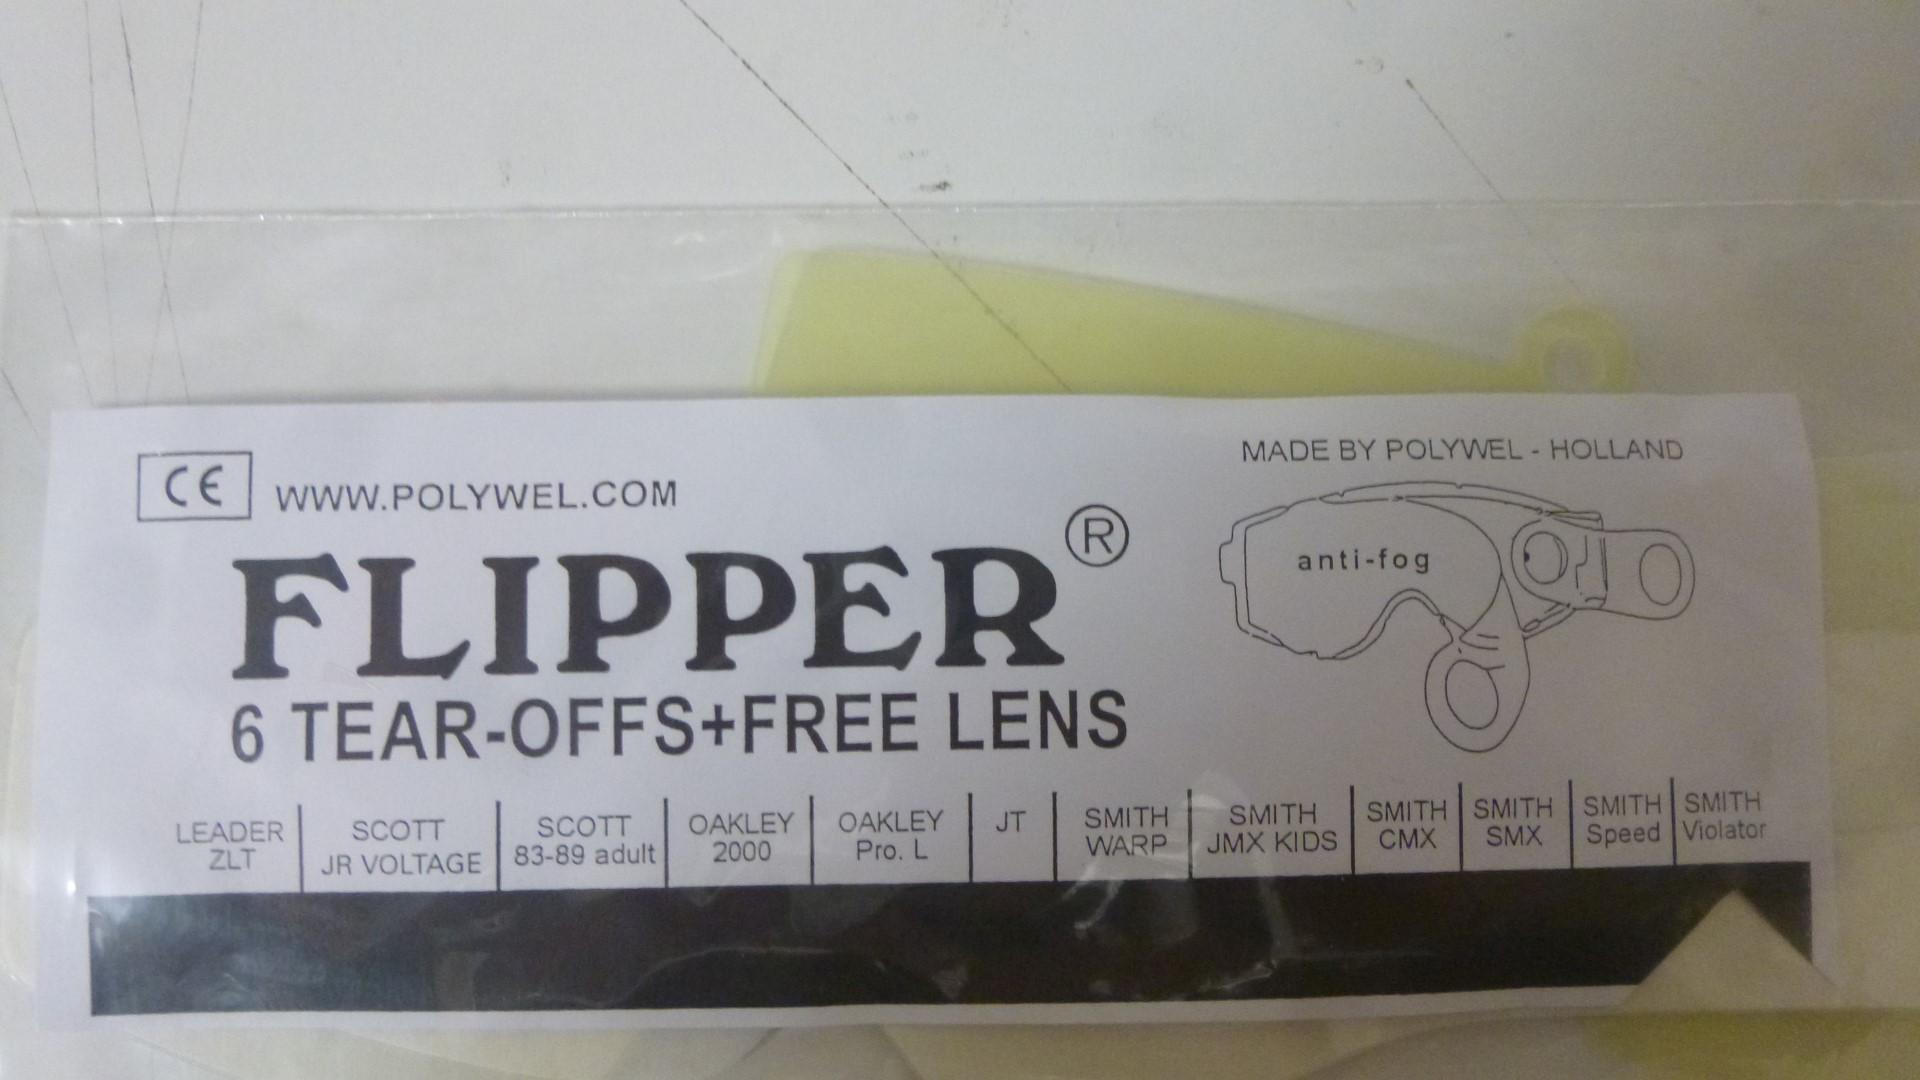 CE
WWW.POLYWEL.COM
MADE BY POLYWEL - HOLLAND
FLIPPER®
anti-fog
6 TEAR-OFFS+FREE LENS
LEADER ZLT
SCOTT JR VOLTAGE
SCOTT 83-89 adult
OAKLEY 2000
OAKLEY Pro. L
JT
SMITH WARP
SMITH JMX KIDS
SMITH CMX
SMITH SMX
SMITH Speed
SMITH Violator